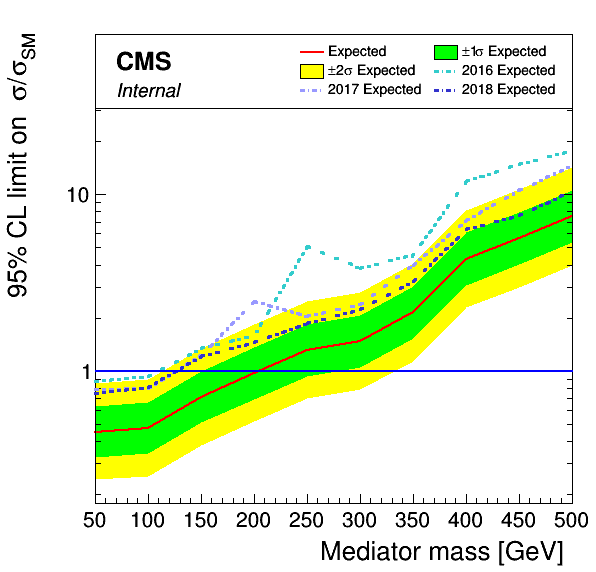 CMS
Internal
Expected
±1σ Expected
±2σ Expected
2016 Expected
2017 Expected
2018 Expected
95% CL limit on σ/σSM
10
1
50 100 150 200 250 300 350 400 450 500
Mediator mass [GeV]